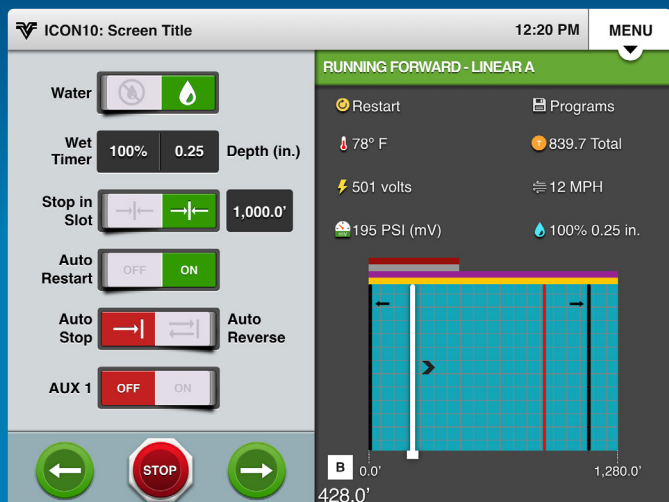 ICON10: Screen Title
12:20 PM
MENU
Water
Wet Timer
100%
0.25
Depth (in.)
Stop in Slot
1,000.0’
Auto Restart
OFF
ON
Auto Stop
Auto Reverse
AUX 1
OFF
ON
STOP
RUNNING FORWARD - LINEAR A
Restart
Programs
78° F
T
839.7 Total
501 volts
12 MPH
mV
195 PSI (mV)
100% 0.25 in.
B
0.0’
1,280.0’
428.0’